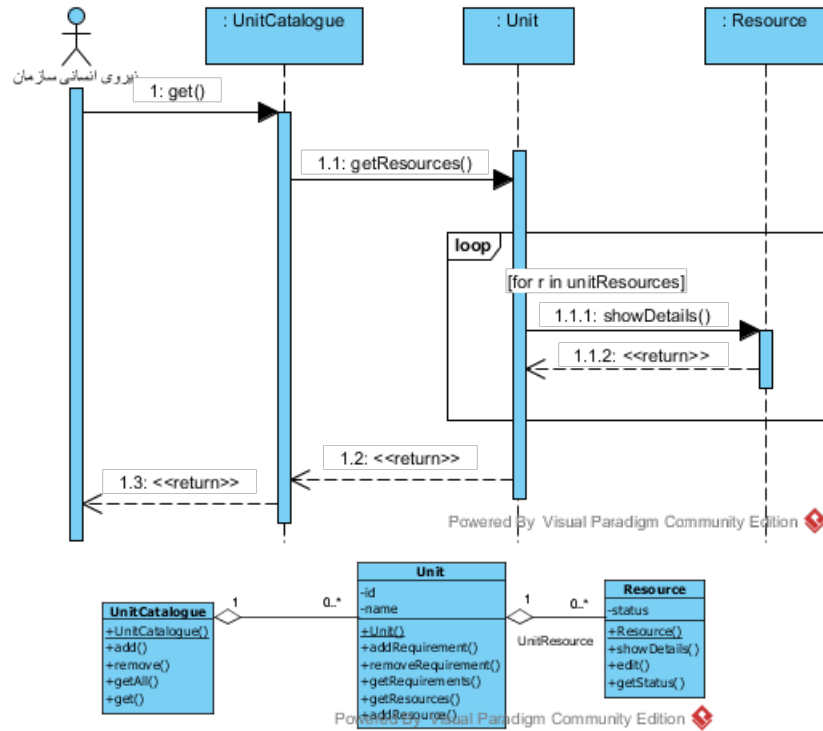 : UnitCatalogue
: Unit
: Resource
نیروی انسانی سازمان
1: get()
1.1: getResources()
loop
[for r in unitResources]
1.1.1: showDetails()
1.1.2: <<return>>
1.2: <<return>>
1.3: <<return>>
Powered By Visual Paradigm Community Edition
UnitCatalogue
+UnitCatalogue()
+add()
+remove()
+getAll()
+get()
1
0..*
Unit
-id
-name
+Unit()
+addRequirement()
+removeRequirement()
+getRequirements()
+getResources()
+addResource()
1
0..*
UnitResource
Resource
-status
+Resource()
+showDetails()
+edit()
+getStatus()
Powered By Visual Paradigm Community Edition